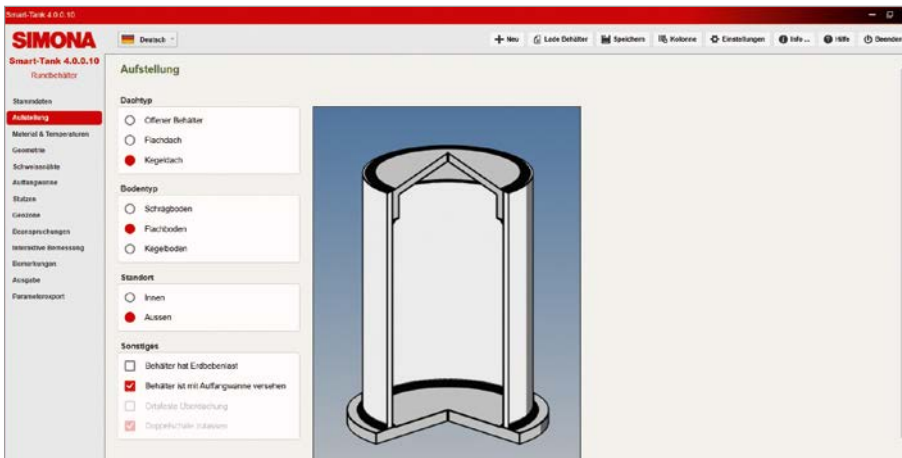 Smart-Tank 4.0.0.10
SIMONA
Deutsch
Neu
Lade Behälter
Speichern
Kolonne
Einstellungen
Info ...
Hilfe
Beenden
Smart-Tank 4.0.0.10
Rundbehälter
Stammdaten
Aufstellung
Material & Temperaturen
Geometrie
Schweissnähte
Auffangwanne
Stutzen
Beanspruchungen
Interaktive Bemessung
Bemerkungen
Ausgabe
Parameterexport
Aufstellung
Dachtyp
Offener Behälter
Flachdach
Kegeldach
Bodentyp
Schrägboden
Flachboden
Kegelboden
Standort
Innen
Aussen
Sonstiges
Behälter hat Erdbebenlast
Behälter ist mit Auffangwanne versehen
Ortsfeste Überdachung
Doppelschale zulassen